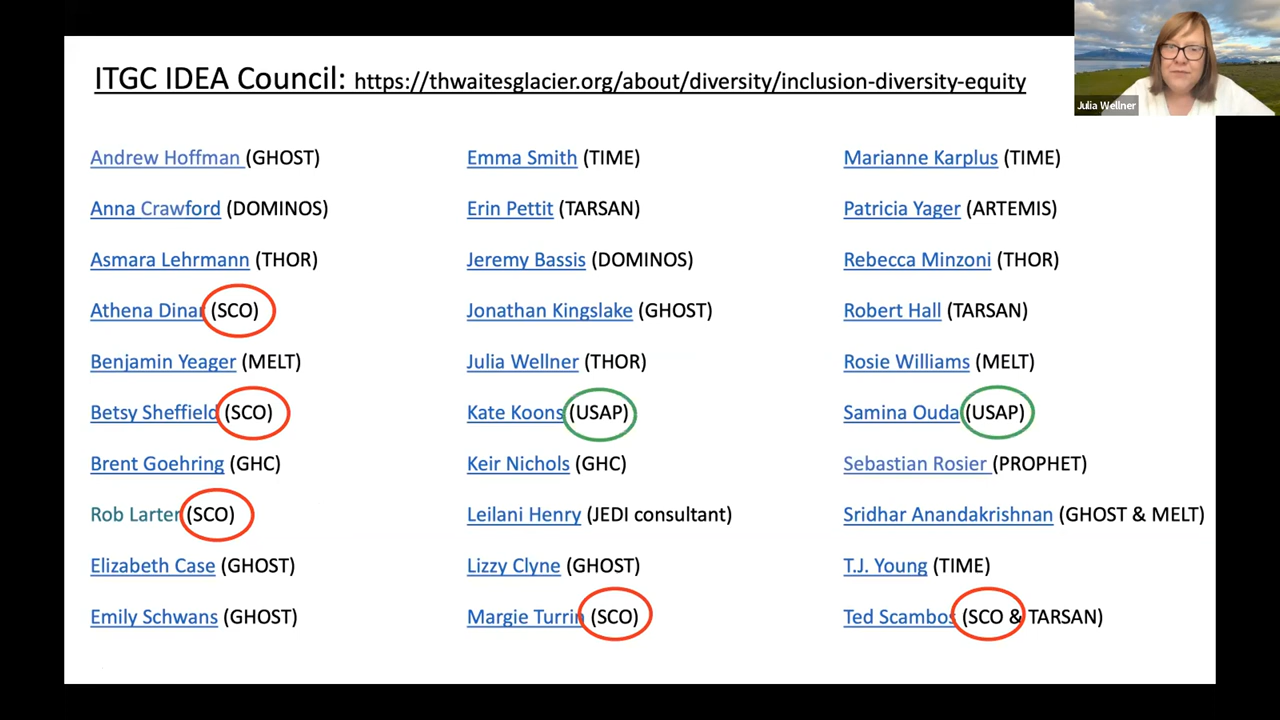 ITGC IDEA Council: https://thwaitesglacier.org/about/diversity/inclusion-diversity-equity
Julia Wellner
Andrew Hoffman (GHOST)
Anna Crawford (DOMINOS)
Asmara Lehrmann (THOR)
Athena Dinar (SCO)
Benjamin Yeager (MELT)
Betsy Sheffield (SCO)
Brent Goehring (GHC)
Rob Larter (SCO)
Elizabeth Case (GHOST)
Emily Schwans (GHOST)
Emma Smith (TIME)
Erin Pettit (TARSAN)
Jeremy Bassis (DOMINOS)
Jonathan Kingslake (GHOST)
Julia Wellner (THOR)
Kate Koons (USAP)
Keir Nichols (GHC)
Leilani Henry (JEDI consultant)
Lizzy Clyne (GHOST)
Margie Turrin (SCO)
Marianne Karplus (TIME)
Patricia Yager (ARTEMIS)
Rebecca Minzoni (THOR)
Robert Hall (TARSAN)
Rosie Williams (MELT)
Samina Ouda (USAP)
Sebastian Rosier (PROPHET)
Sridhar Anandakrishnan (GHOST & MELT)
T.J. Young (TIME)
Ted Scambos (SCO & TARSAN)